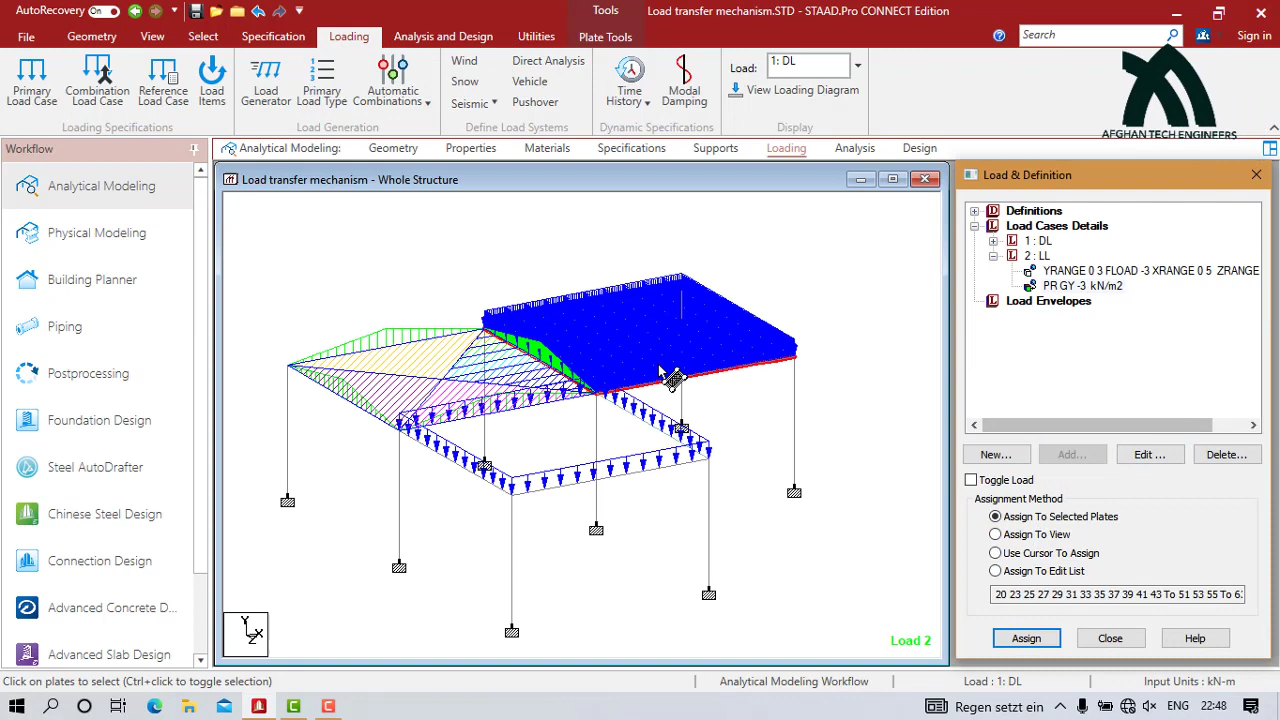 AutoRecovery On
Tools
Load transfer mechanism.STD - STAAD.Pro CONNECT Edition
File
Geometry
View
Select
Specification
Loading
Analysis and Design
Utilities
Plate Tools
Search
Sign in
Primary Load Case
Combination Load Case
Reference Load Case
Load Items
Loading Specifications
Load Generator
Primary Load Type
Automatic Combinations
Load Generation
Wind
Snow
Seismic
Direct Analysis
Vehicle
Pushover
Define Load Systems
Time History
Modal Damping
Dynamic Specifications
Load: 1: DL
View Loading Diagram
Display
AFGHAN TECH ENGINEERS
Workflow
Analytical Modeling:
Geometry
Properties
Materials
Specifications
Supports
Loading
Analysis
Design
Analytical Modeling
Physical Modeling
Building Planner
Piping
Postprocessing
Foundation Design
Steel AutoDrafter
Chinese Steel Design
Connection Design
Advanced Concrete D...
Advanced Slab Design
Load transfer mechanism - Whole Structure
Y
X
Z
Load 2
Load & Definition
Definitions
Load Cases Details
1 : DL
2 : LL
YRANGE 0 3 FLOAD -3 XRANGE 0 5 ZRANGE
PR GY -3 kN/m2
Load Envelopes
New...
Add...
Edit ...
Delete...
Toggle Load
Assignment Method
Assign To Selected Plates
Assign To View
Use Cursor To Assign
Assign To Edit List
20 23 25 27 29 31 33 35 37 39 41 43 To 51 53 55 To 6
Assign
Close
Help
Click on plates to select (Ctrl+click to toggle selection)
Analytical Modeling Workflow
Load : 1: DL
Input Units : kN-m
Regen setzt ein
ENG
22:48